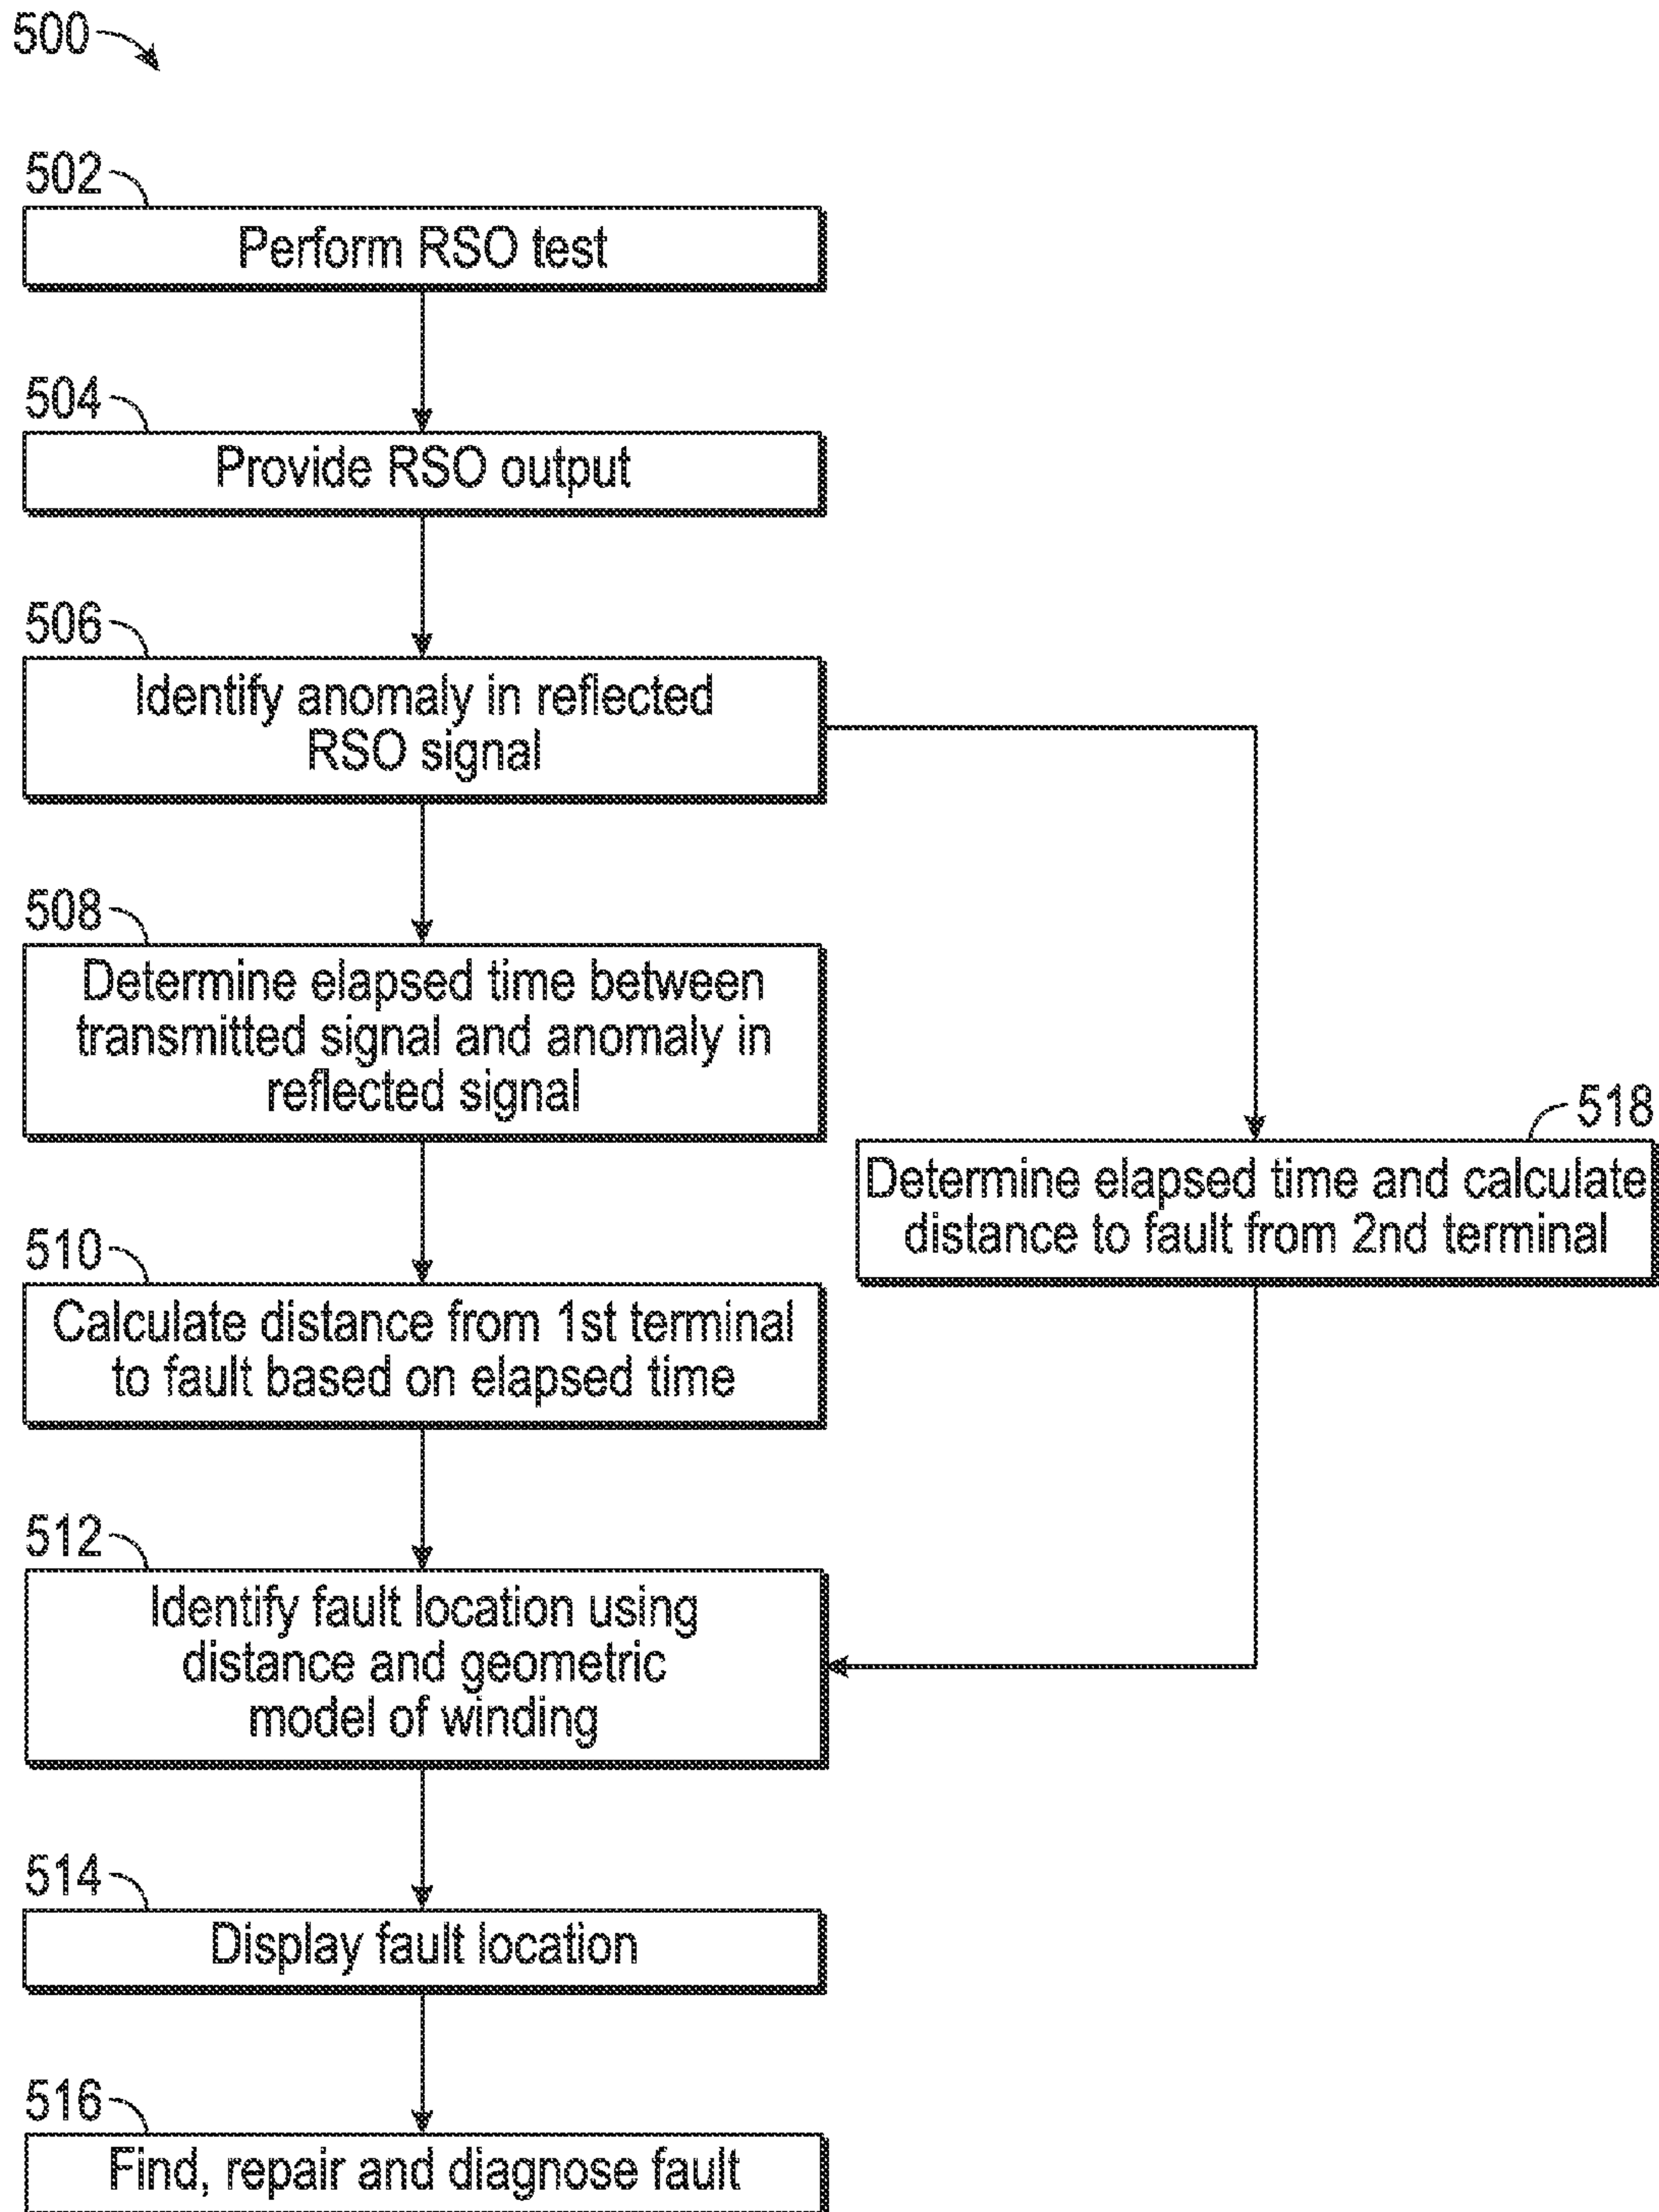 500
502
Perform RSO test
504
Provide RSO output
506
Identify anomaly in reflected
RSO signal
508
Determine elapsed time between
transmitted signal and anomaly in
reflected signal
518
Determine elapsed time and calculate
distance to fault from 2nd terminal
510
Calculate distance from 1st terminal
to fault based on elapsed time
512
Identify fault location using
distance and geometric
model of winding
514
Display fault location
516
Find, repair and diagnose fault